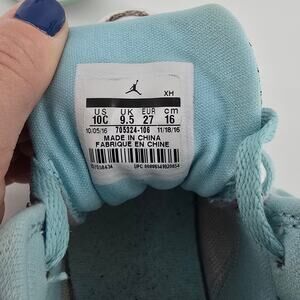 XH
US UK EUR cm
10C 9.5 27 16
10/05/16 705324-106 11/18/16
MADE IN CHINA
FABRIQUE EN CHINE